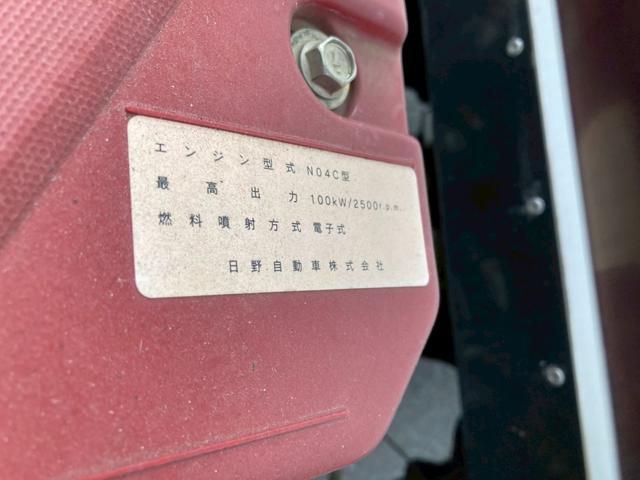 エンジン型式 N04C型
最高出力 100kW/2500r.p.m.
燃料噴射方式 電子式
日野自動車株式会社